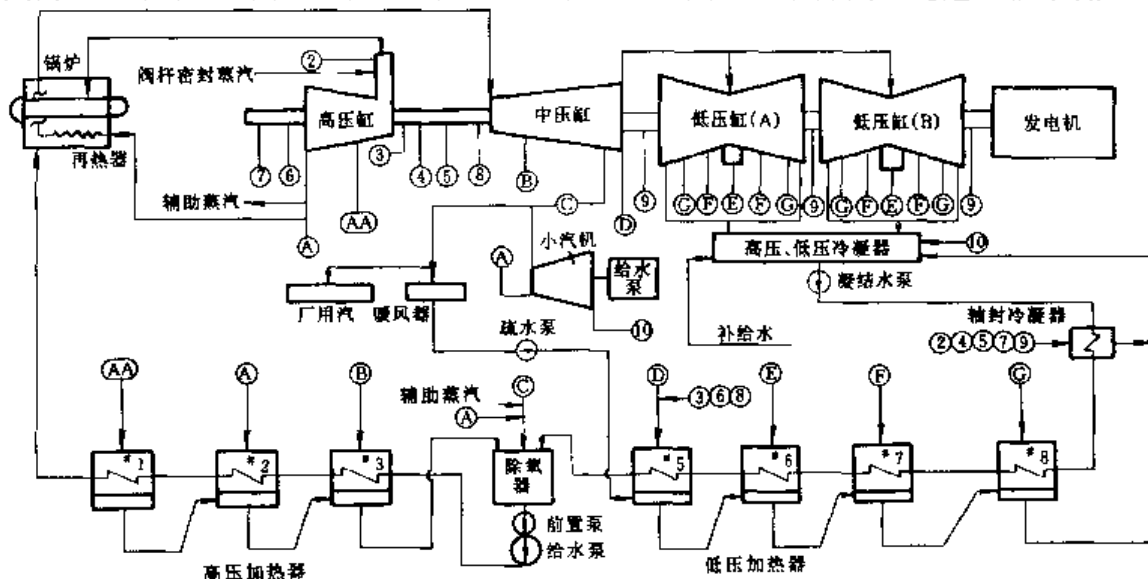 锅炉
再热器
阀杆密封蒸汽
②
高压缸
中压缸
低压缸(A)
低压缸(B)
发电机
⑦ ⑥
③ ④ ⑤ ⑧
Ⓑ
⑨
Ⓖ Ⓕ Ⓔ Ⓕ Ⓖ
⑨
Ⓖ Ⓕ Ⓔ Ⓕ Ⓖ
⑨
辅助蒸汽
Ⓐ
AA
Ⓒ
Ⓓ
小汽机
Ⓐ
给水泵
⑩
高压、低压冷凝器
⑩
凝结水泵
厂用汽
暖风器
疏水泵
补给水
轴封冷凝器
②④⑤⑦⑨
AA
Ⓐ
Ⓑ
辅助蒸汽
Ⓐ
Ⓒ
Ⓓ
③⑥⑧
Ⓔ
Ⓕ
Ⓖ
#1
#2
#3
除氧器
#5
#6
#7
#8
前置泵
给水泵
高压加热器
低压加热器